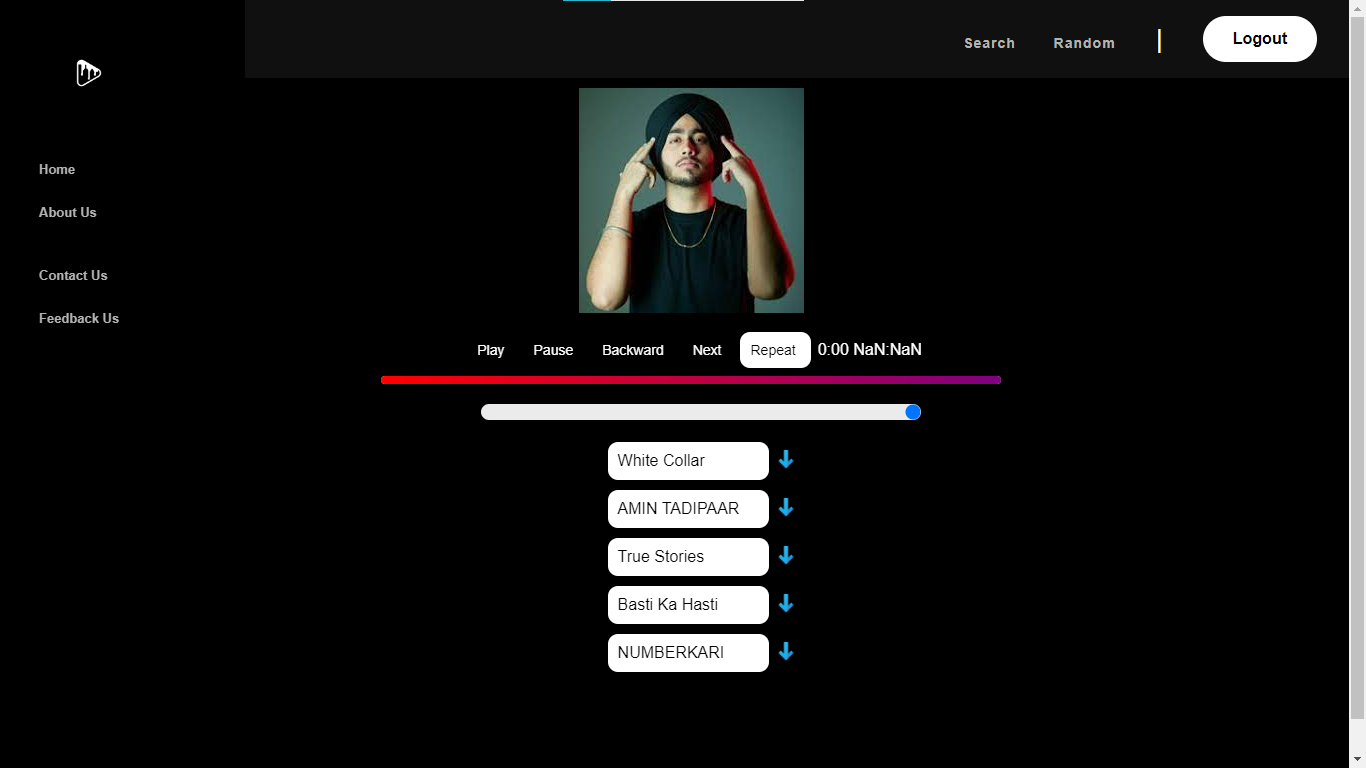 Search Random | Logout
Home
About Us
Contact Us
Feedback Us
Play Pause Backward Next Repeat 0:00 NaN:NaN
White Collar
AMIN TADIPAAR
True Stories
Basti Ka Hasti
NUMBERKARI